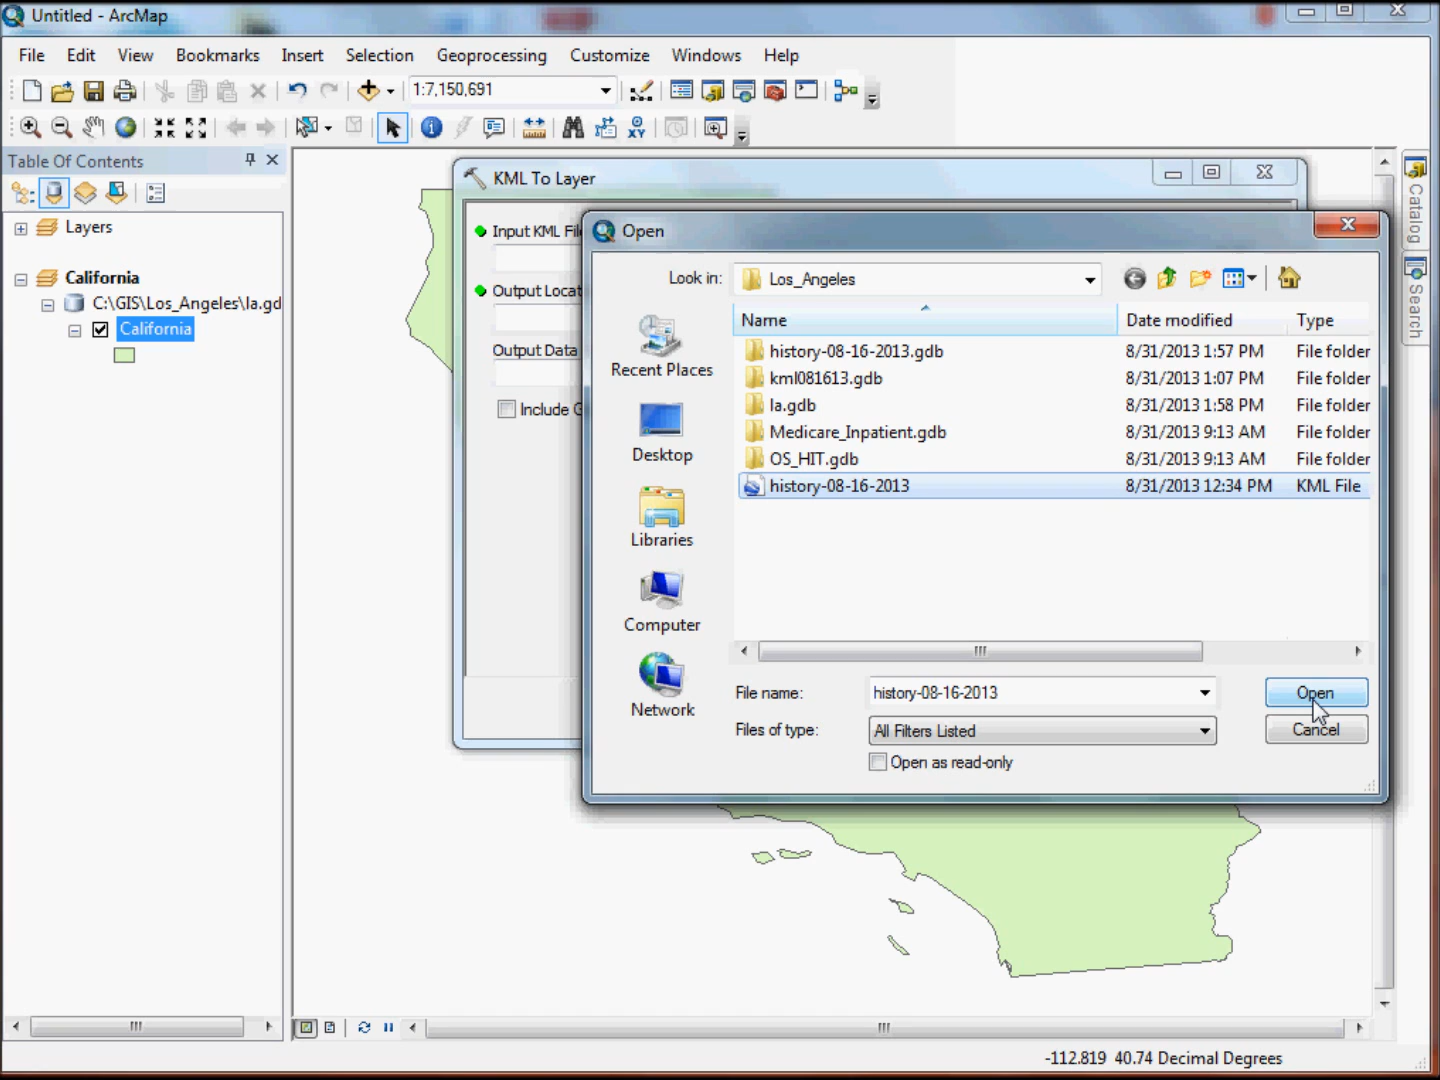 Untitled - ArcMap
File Edit View Bookmarks Insert Selection Geoprocessing Customize Windows Help
1:7,150,691
Table Of Contents
Layers
California
C:\GIS\Los_Angeles\la.gd
California
KML To Layer
Input KML Fil
Output Locat
Output Data
Include G
Open
Look in: Los_Angeles
Name Date modified Type
history-08-16-2013.gdb 8/31/2013 1:57 PM File folder
kml081613.gdb 8/31/2013 1:07 PM File folder
la.gdb 8/31/2013 1:58 PM File folder
Medicare_Inpatient.gdb 8/31/2013 9:13 AM File folder
OS_HIT.gdb 8/31/2013 9:13 AM File folder
history-08-16-2013 8/31/2013 12:34 PM KML File
Recent Places
Desktop
Libraries
Computer
Network
File name: history-08-16-2013 Open
Files of type: All Filters Listed Cancel
Open as read-only
Catalog
Search
-112.819 40.74 Decimal Degrees